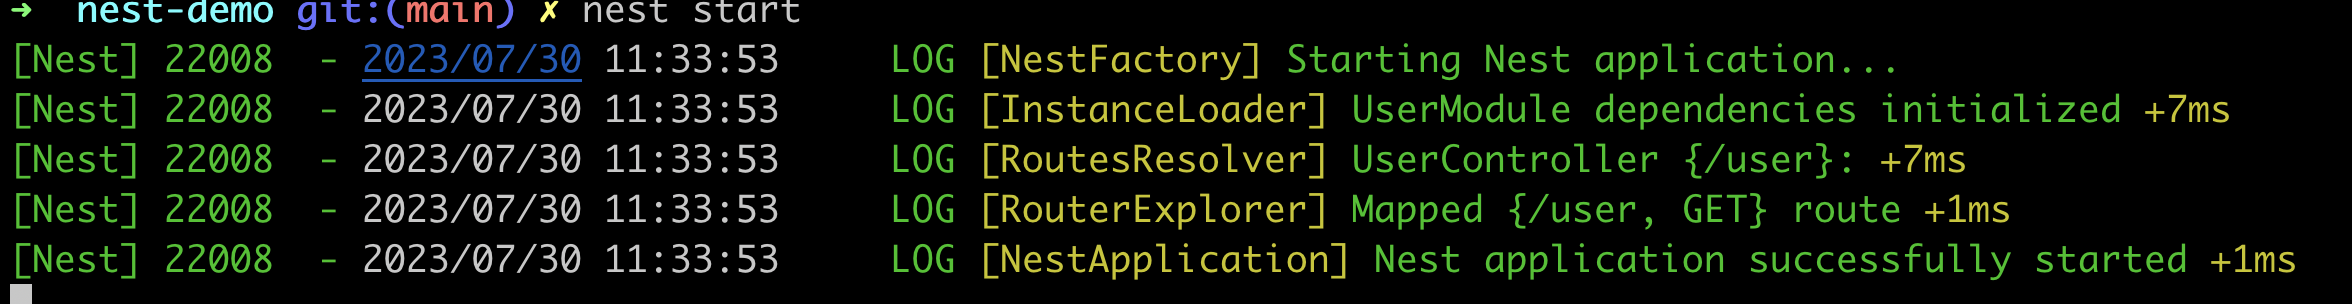 ➜  nest-demo git:(main) ✗ nest start
[Nest] 22008  - 2023/07/30 11:33:53     LOG [NestFactory] Starting Nest application...
[Nest] 22008  - 2023/07/30 11:33:53     LOG [InstanceLoader] UserModule dependencies initialized +7ms
[Nest] 22008  - 2023/07/30 11:33:53     LOG [RoutesResolver] UserController {/user}: +7ms
[Nest] 22008  - 2023/07/30 11:33:53     LOG [RouterExplorer] Mapped {/user, GET} route +1ms
[Nest] 22008  - 2023/07/30 11:33:53     LOG [NestApplication] Nest application successfully started +1ms